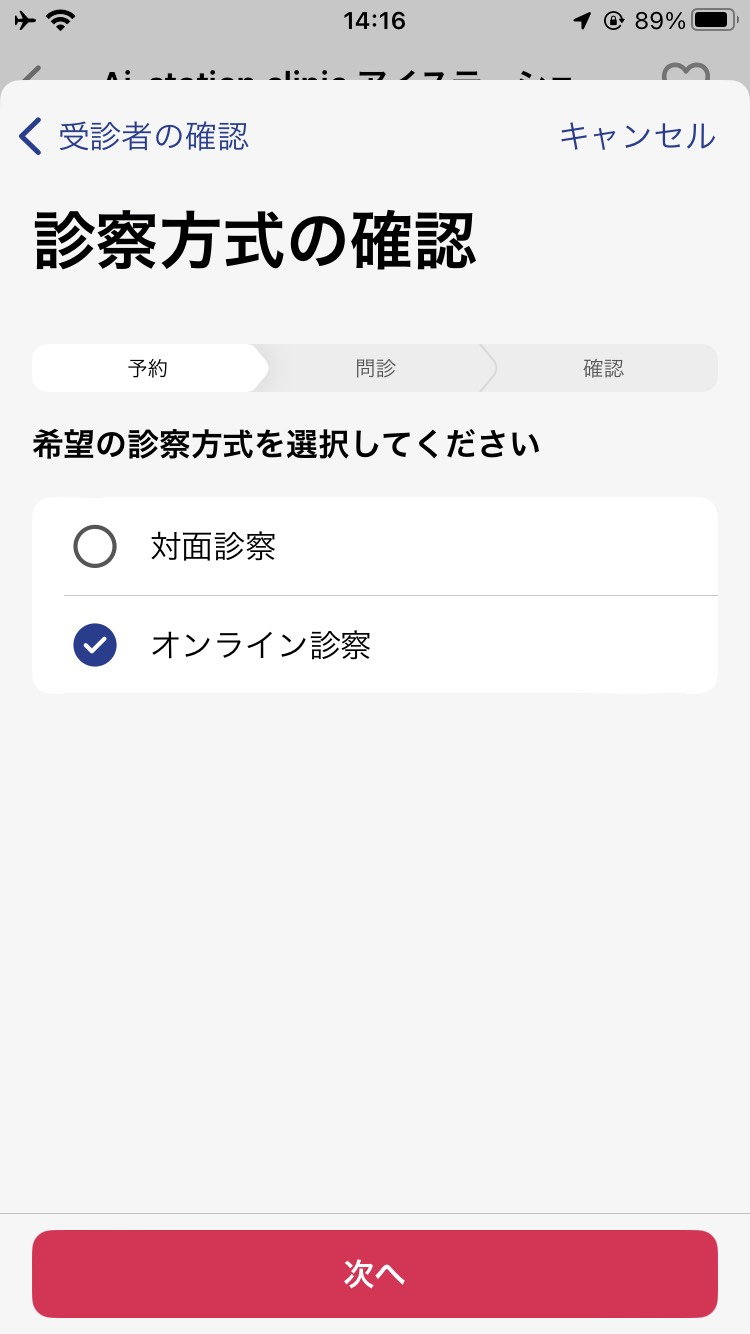 14:16
89%
受診者の確認
キャンセル
診察方式の確認
予約
問診
確認
希望の診察方式を選択してください
対面診察
オンライン診察
次へ